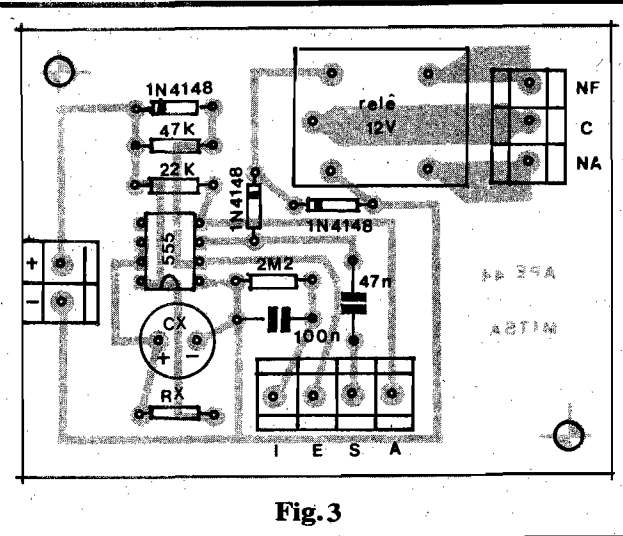 1N4148
47K
22K
relê
12V
NF
C
NA
1N4148
1N4148
555
+
−
2M2
47n
CX
+ −
100n
RX
APE 44
MITSA
I E S A
Fig.3